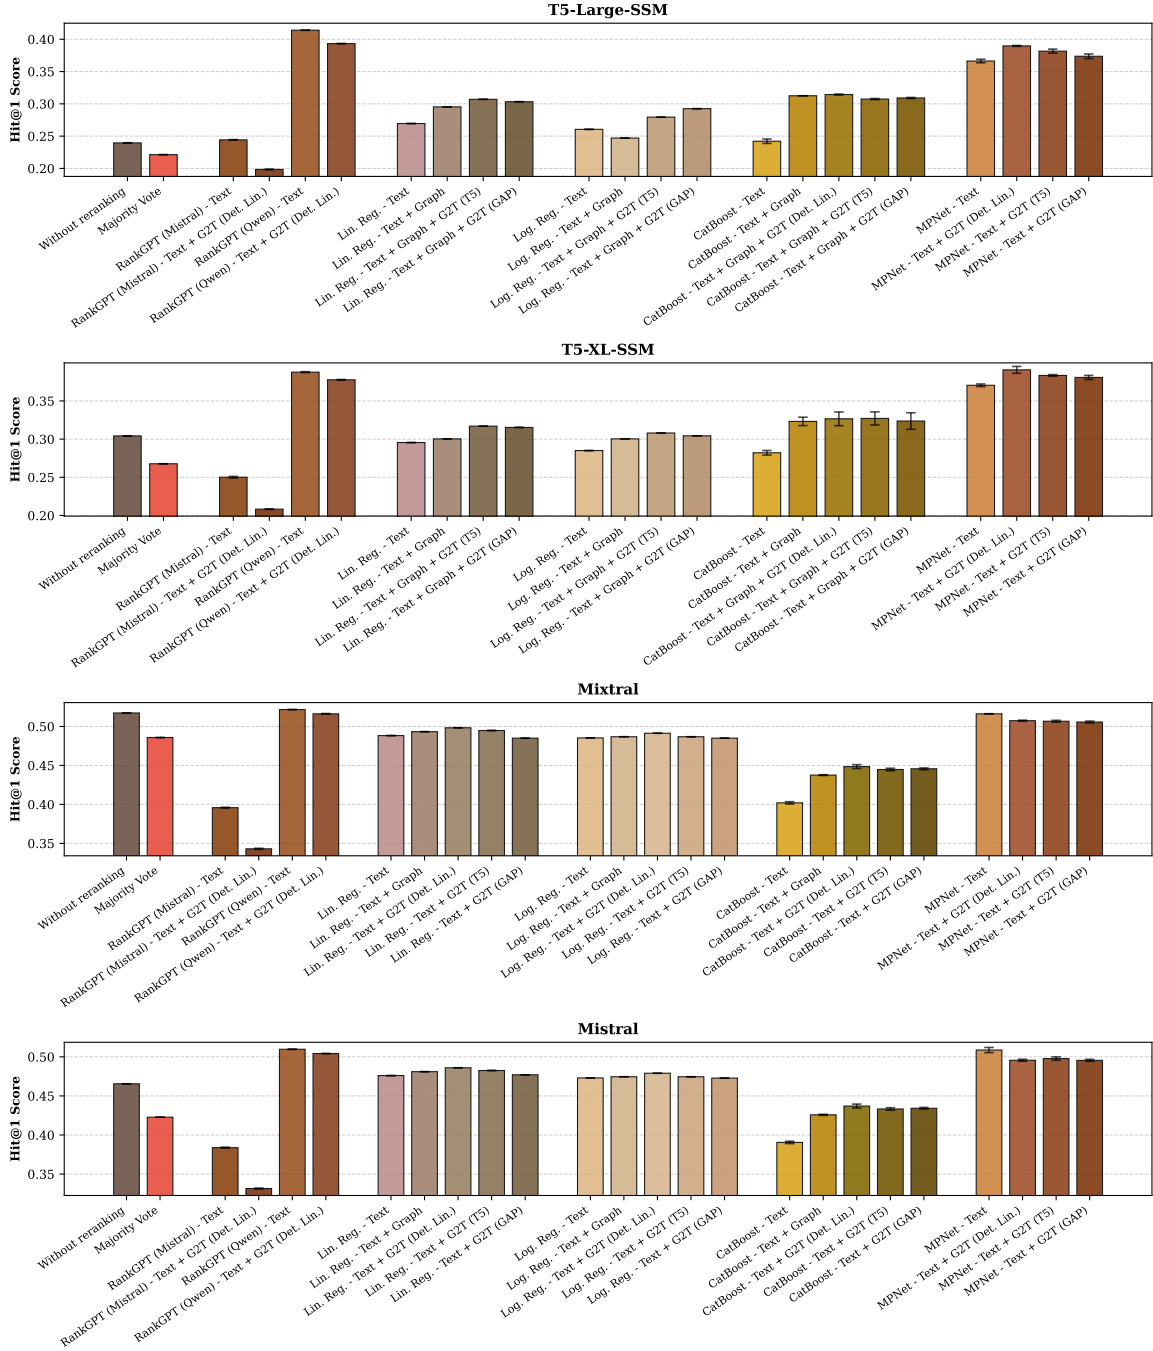 T5-Large-SSM
Hit@1 Score
0.40
0.35
0.30
0.25
0.20
Without reranking
Majority Vote
RankGPT (Mistral) - Text
RankGPT (Mistral) - Text + G2T (Det. Lin.)
RankGPT (Qwen) - Text
RankGPT (Qwen) - Text + G2T (Det. Lin.)
Lin. Reg. - Text
Lin. Reg. - Text + Graph
Lin. Reg. - Text + Graph + G2T (T5)
Lin. Reg. - Text + Graph + G2T (GAP)
Log. Reg. - Text
Log. Reg. - Text + Graph
Log. Reg. - Text + Graph + G2T (T5)
Log. Reg. - Text + Graph + G2T (GAP)
CatBoost - Text
CatBoost - Text + Graph
CatBoost - Text + Graph + G2T (Det. Lin.)
CatBoost - Text + Graph + G2T (T5)
CatBoost - Text + Graph + G2T (GAP)
MPNet - Text
MPNet - Text + G2T (Det. Lin.)
MPNet - Text + G2T (T5)
MPNet - Text + G2T (GAP)
T5-XL-SSM
Hit@1 Score
0.35
0.30
0.25
0.20
Without reranking
Majority Vote
RankGPT (Mistral) - Text
RankGPT (Mistral) - Text + G2T (Det. Lin.)
RankGPT (Qwen) - Text
RankGPT (Qwen) - Text + G2T (Det. Lin.)
Lin. Reg. - Text
Lin. Reg. - Text + Graph
Lin. Reg. - Text + Graph + G2T (T5)
Lin. Reg. - Text + Graph + G2T (GAP)
Log. Reg. - Text
Log. Reg. - Text + Graph
Log. Reg. - Text + Graph + G2T (T5)
Log. Reg. - Text + Graph + G2T (GAP)
CatBoost - Text
CatBoost - Text + Graph
CatBoost - Text + Graph + G2T (Det. Lin.)
CatBoost - Text + Graph + G2T (T5)
CatBoost - Text + Graph + G2T (GAP)
MPNet - Text
MPNet - Text + G2T (Det. Lin.)
MPNet - Text + G2T (T5)
MPNet - Text + G2T (GAP)
Mixtral
Hit@1 Score
0.50
0.45
0.40
0.35
Without reranking
Majority Vote
RankGPT (Mistral) - Text
RankGPT (Mistral) - Text + G2T (Det. Lin.)
RankGPT (Qwen) - Text
RankGPT (Qwen) - Text + G2T (Det. Lin.)
Lin. Reg. - Text
Lin. Reg. - Text + Graph
Lin. Reg. - Text + G2T (Det. Lin.)
Lin. Reg. - Text + G2T (T5)
Lin. Reg. - Text + G2T (GAP)
Log. Reg. - Text
Log. Reg. - Text + Graph
Log. Reg. - Text + G2T (Det. Lin.)
Log. Reg. - Text + G2T (T5)
Log. Reg. - Text + G2T (GAP)
CatBoost - Text
CatBoost - Text + Graph
CatBoost - Text + G2T (Det. Lin.)
CatBoost - Text + G2T (T5)
CatBoost - Text + G2T (GAP)
MPNet - Text
MPNet - Text + G2T (Det. Lin.)
MPNet - Text + G2T (T5)
MPNet - Text + G2T (GAP)
Mistral
Hit@1 Score
0.50
0.45
0.40
0.35
Without reranking
Majority Vote
RankGPT (Mistral) - Text
RankGPT (Mistral) - Text + G2T (Det. Lin.)
RankGPT (Qwen) - Text
RankGPT (Qwen) - Text + G2T (Det. Lin.)
Lin. Reg. - Text
Lin. Reg. - Text + Graph
Lin. Reg. - Text + G2T (Det. Lin.)
Lin. Reg. - Text + G2T (T5)
Lin. Reg. - Text + G2T (GAP)
Log. Reg. - Text
Log. Reg. - Text + Graph
Log. Reg. - Text + G2T (Det. Lin.)
Log. Reg. - Text + G2T (T5)
Log. Reg. - Text + G2T (GAP)
CatBoost - Text
CatBoost - Text + Graph
CatBoost - Text + G2T (Det. Lin.)
CatBoost - Text + G2T (T5)
CatBoost - Text + G2T (GAP)
MPNet - Text
MPNet - Text + G2T (Det. Lin.)
MPNet - Text + G2T (T5)
MPNet - Text + G2T (GAP)